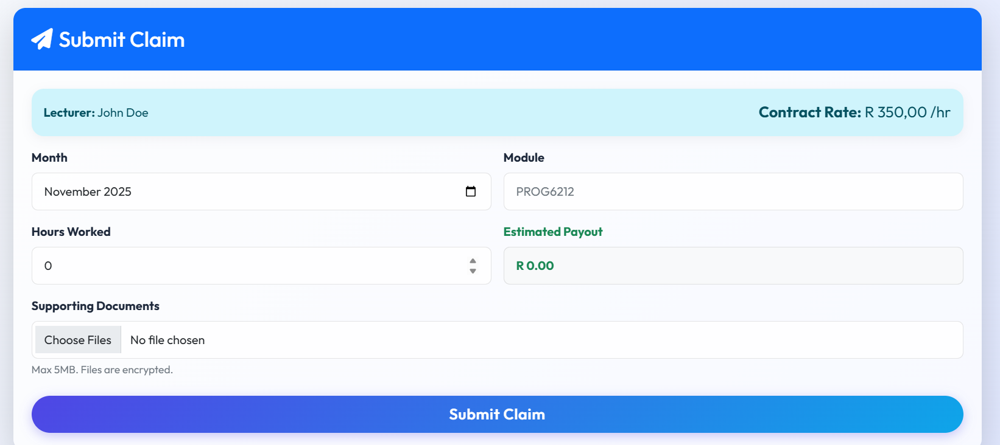 Submit Claim
Lecturer: John Doe
Contract Rate: R 350,00 /hr
Month
November 2025
Module
PROG6212
Hours Worked
0
Estimated Payout
R 0.00
Supporting Documents
Choose Files No file chosen
Max 5MB. Files are encrypted.
Submit Claim